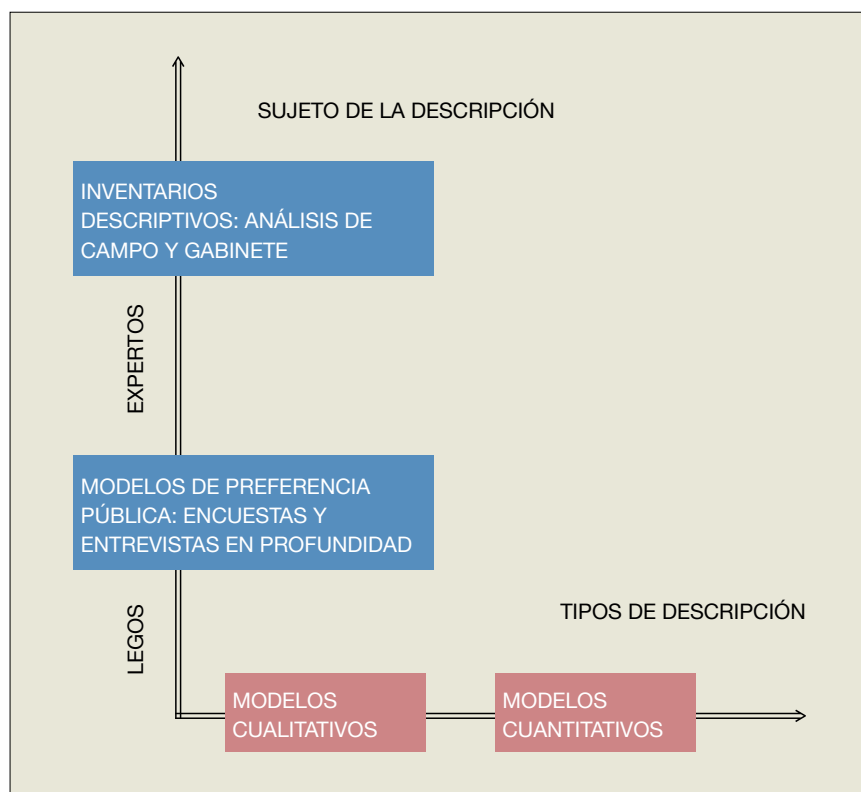 SUJETO DE LA DESCRIPCIÓN
INVENTARIOS
DESCRIPTIVOS: ANÁLISIS DE
CAMPO Y GABINETE
EXPERTOS
MODELOS DE PREFERENCIA
PÚBLICA: ENCUESTAS Y
ENTREVISTAS EN PROFUNDIDAD
LEGOS
TIPOS DE DESCRIPCIÓN
MODELOS
CUALITATIVOS
MODELOS
CUANTITATIVOS